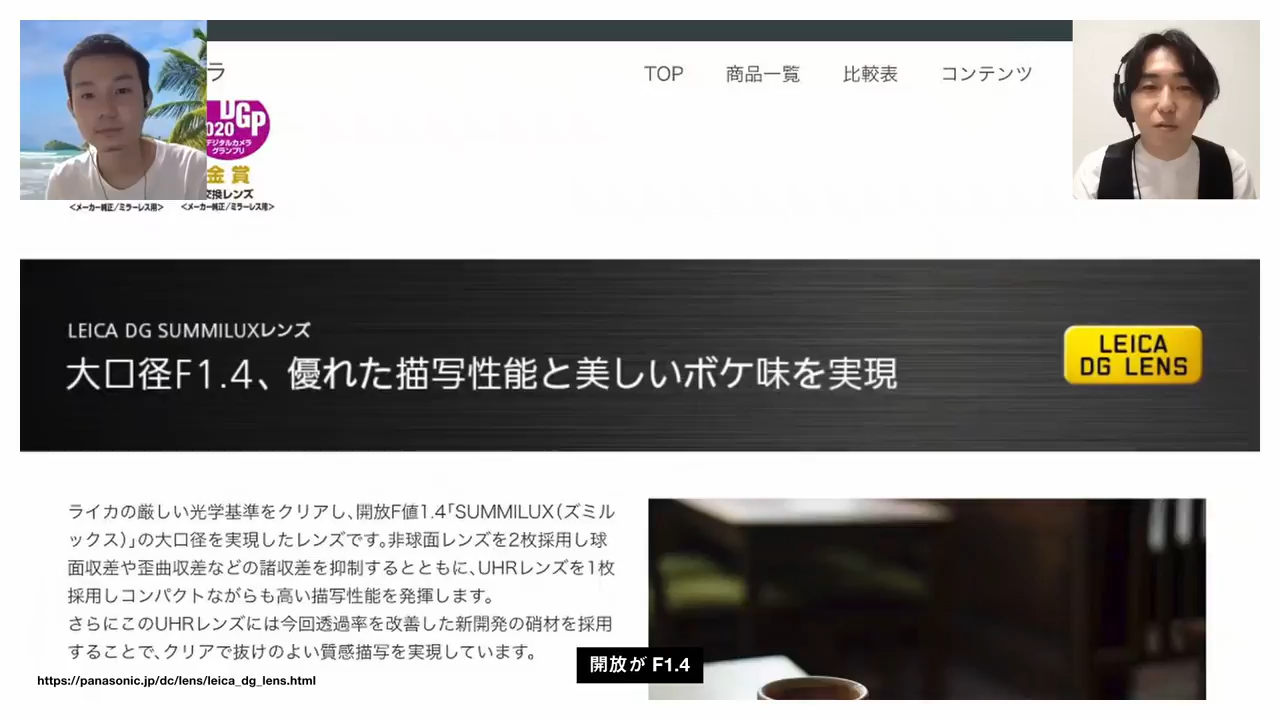 ラ
TOP
商品一覧
比較表
コンテンツ
DGP
020
デジタルカメラ
グランプリ
金賞
交換レンズ
<メーカー純正/ミラーレス用>
<メーカー純正/ミラーレス用>
LEICA DG SUMMILUXレンズ
大口径F1.4、優れた描写性能と美しいボケ味を実現
LEICA
DG LENS
ライカの厳しい光学基準をクリアし、開放F値1.4「SUMMILUX（ズミル
ックス）」の大口径を実現したレンズです。非球面レンズを2枚採用し球
面収差や歪曲収差などの諸収差を抑制するとともに、UHRレンズを1枚
採用しコンパクトながらも高い描写性能を発揮します。
さらにこのUHRレンズには今回透過率を改善した新開発の硝材を採用
することで、クリアで抜けのよい質感描写を実現しています。
開放が F1.4
https://panasonic.jp/dc/lens/leica_dg_lens.html